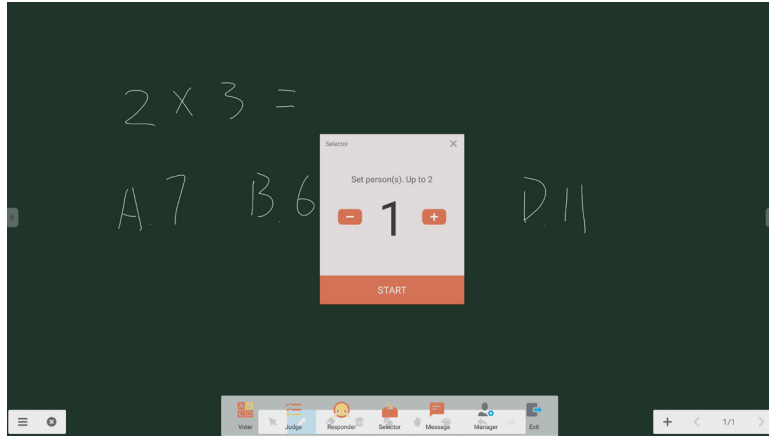 2 × 3 =
Selector
Set person(s). Up to 2
1
START
A.7 B.6 D.11
Voter Judge Responder Selector Message Manager Exit
1/1